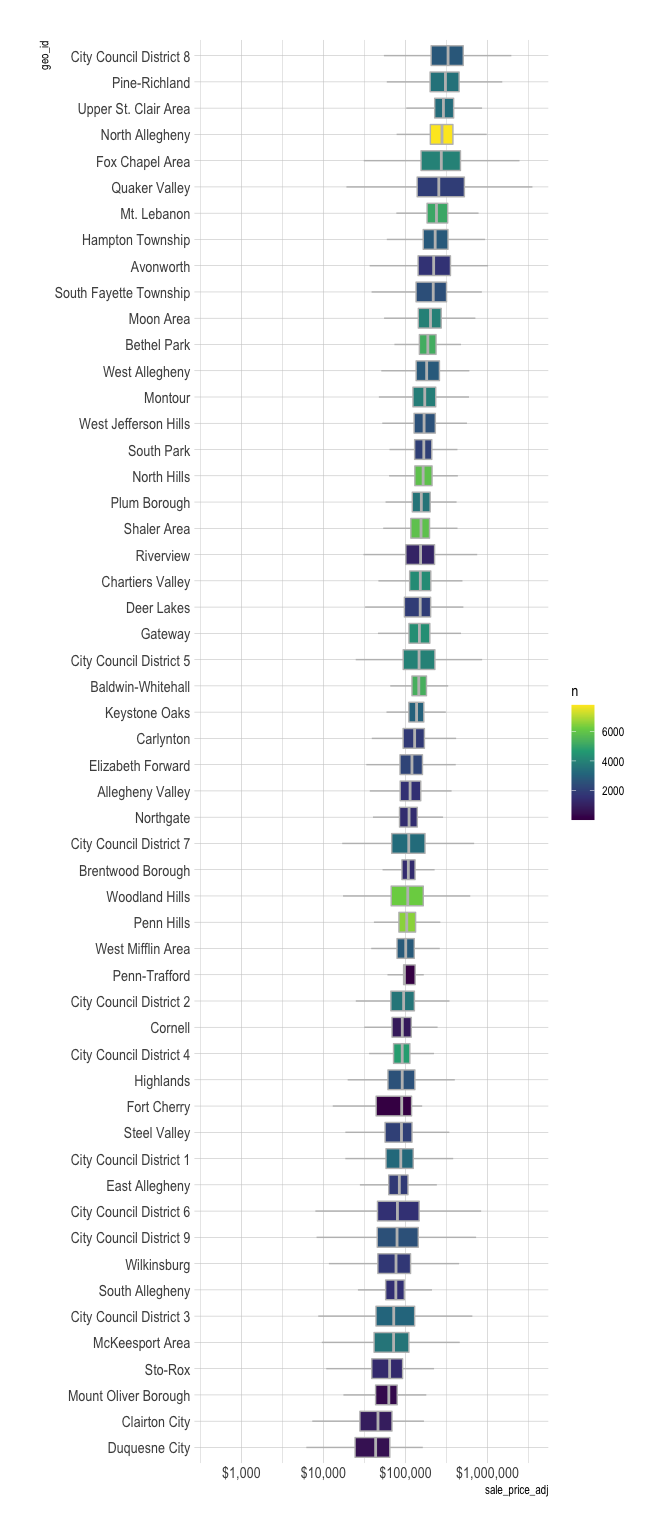 geo_id
City Council District 8
Pine-Richland
Upper St. Clair Area
North Allegheny
Fox Chapel Area
Quaker Valley
Mt. Lebanon
Hampton Township
Avonworth
South Fayette Township
Moon Area
Bethel Park
West Allegheny
Montour
West Jefferson Hills
South Park
North Hills
Plum Borough
Shaler Area
Riverview
Chartiers Valley
Deer Lakes
Gateway
City Council District 5
Baldwin-Whitehall
Keystone Oaks
Carlynton
Elizabeth Forward
Allegheny Valley
Northgate
City Council District 7
Brentwood Borough
Woodland Hills
Penn Hills
West Mifflin Area
Penn-Trafford
City Council District 2
Cornell
City Council District 4
Highlands
Fort Cherry
Steel Valley
City Council District 1
East Allegheny
City Council District 6
City Council District 9
Wilkinsburg
South Allegheny
City Council District 3
McKeesport Area
Sto-Rox
Mount Oliver Borough
Clairton City
Duquesne City
$1,000 $10,000 $100,000 $1,000,000
sale_price_adj
n
6000
4000
2000